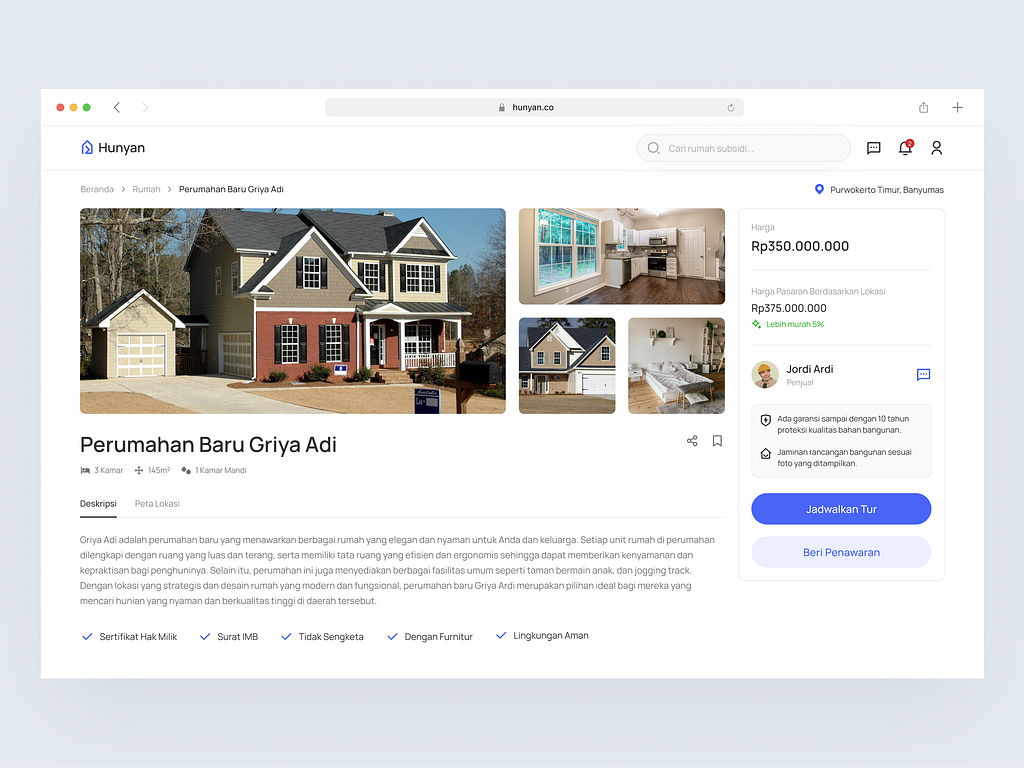 hunyan.co
Hunyan
Cari rumah subsidi...
2
Beranda
Rumah
Perumahan Baru Griya Adi
Purwokerto Timur, Banyumas
Harga
Rp350.000.000
Harga Pasaran Berdasarkan Lokasi
Rp375.000.000
Lebih murah 5%
Jordi Ardi
Penjual
Ada garansi sampai dengan 10 tahun
proteksi kualitas bahan bangunan.
Jaminan rancangan bangunan sesuai
foto yang ditampilkan.
Jadwalkan Tur
Beri Penawaran
Perumahan Baru Griya Adi
3 Kamar
145m²
1 Kamar Mandi
Deskripsi
Peta Lokasi
Griya Adi adalah perumahan baru yang menawarkan berbagai rumah yang elegan dan nyaman untuk Anda dan keluarga. Setiap unit rumah di perumahan
dilengkapi dengan ruang yang luas dan terang, serta memiliki tata ruang yang efisien dan ergonomis sehingga dapat memberikan kenyamanan dan
kepraktisan bagi penghuninya. Selain itu, perumahan ini juga menyediakan berbagai fasilitas umum seperti taman bermain anak, dan jogging track.
Dengan lokasi yang strategis dan desain rumah yang modern dan fungsional, perumahan baru Griya Ardi merupakan pilihan ideal bagi mereka yang
mencari hunian yang nyaman dan berkualitas tinggi di daerah tersebut.
Sertifikat Hak Milik
Surat IMB
Tidak Sengketa
Dengan Furnitur
Lingkungan Aman